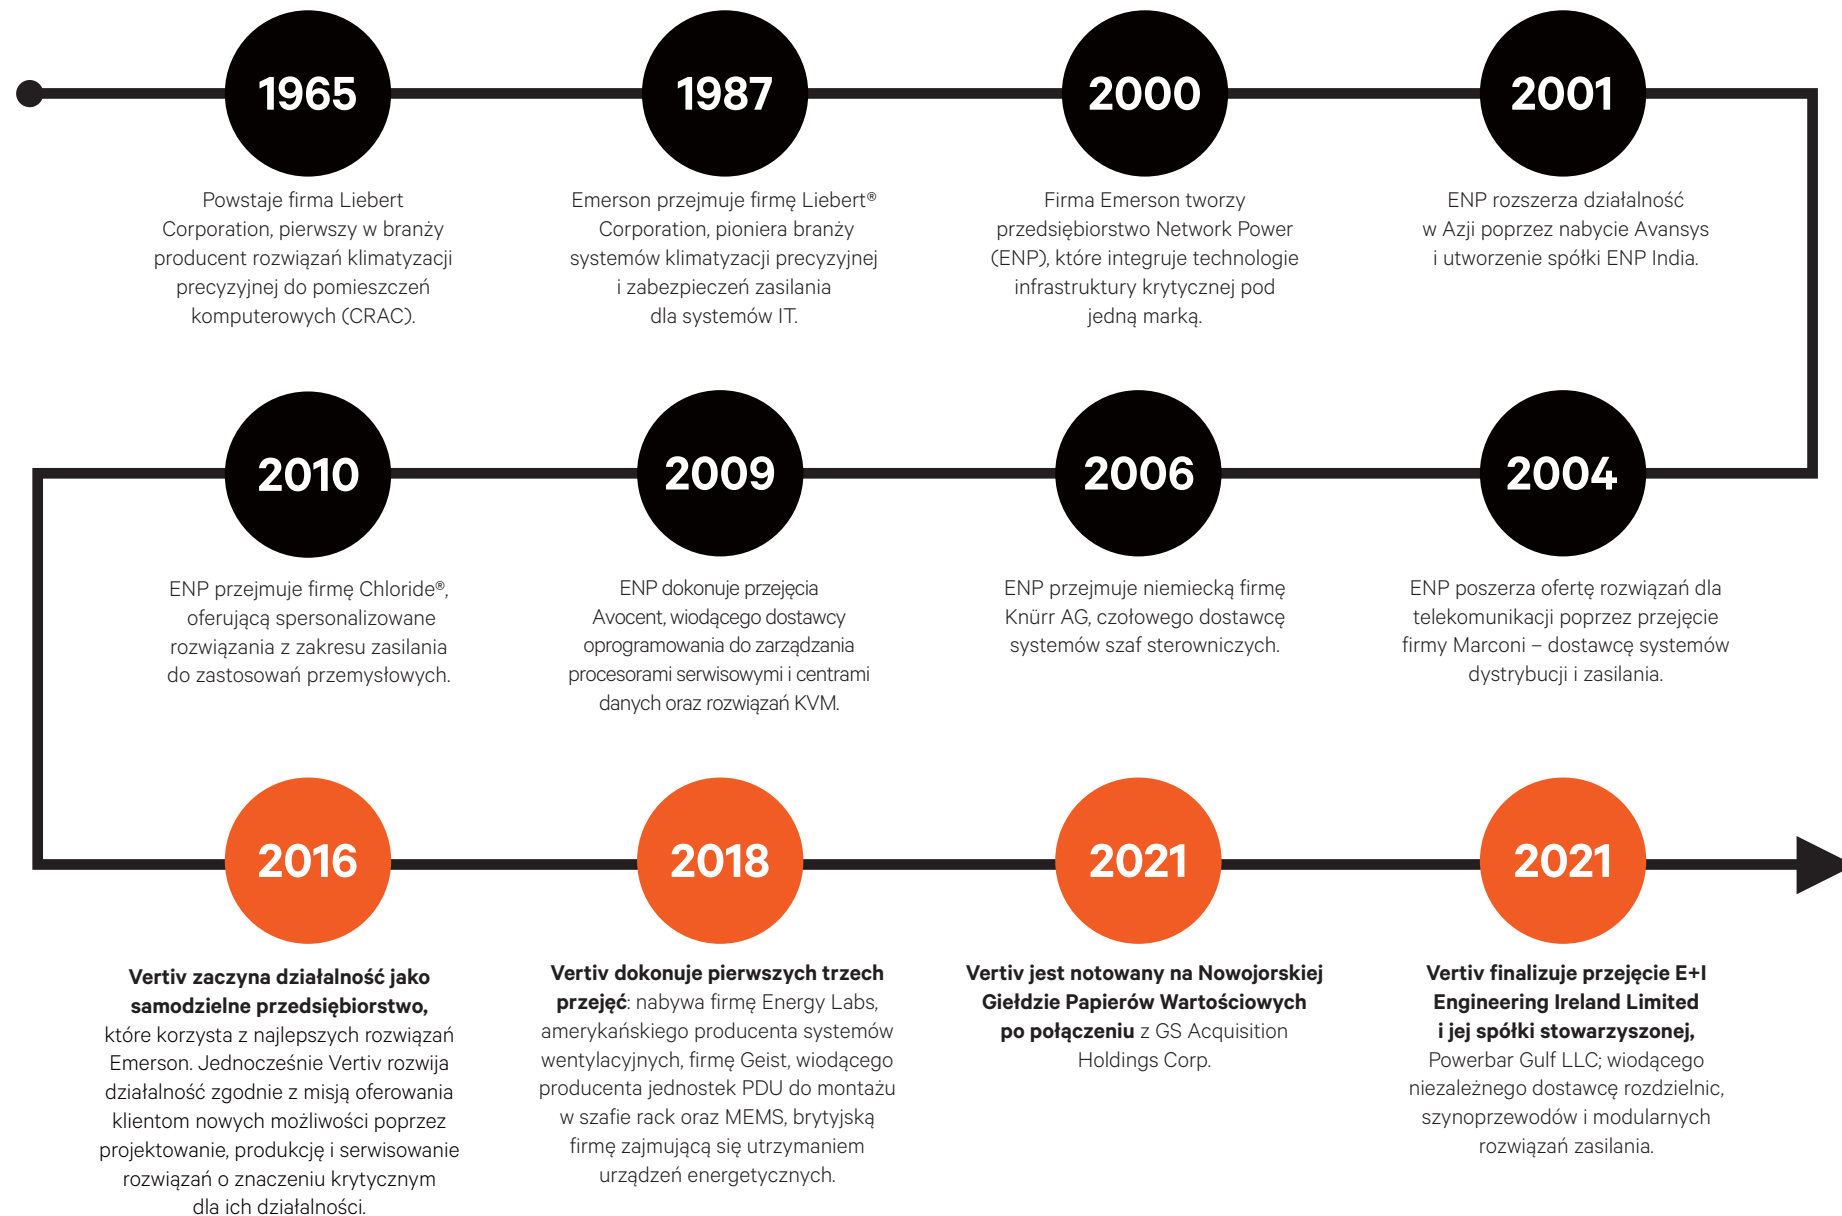 1965
Powstaje firma Liebert
Corporation, pierwszy w branży
producent rozwiązań klimatyzacji
precyzyjnej do pomieszczeń
komputerowych (CRAC).
1987
Emerson przejmuje firmę Liebert®
Corporation, pioniera branży
systemów klimatyzacji precyzyjnej
i zabezpieczeń zasilania
dla systemów IT.
2000
Firma Emerson tworzy
przedsiębiorstwo Network Power
(ENP), które integruje technologie
infrastruktury krytycznej pod
jedną marką.
2001
ENP rozszerza działalność
w Azji poprzez nabycie Avansys
i utworzenie spółki ENP India.
2004
ENP poszerza ofertę rozwiązań dla
telekomunikacji poprzez przejęcie
firmy Marconi – dostawcę systemów
dystrybucji i zasilania.
2006
ENP przejmuje niemiecką firmę
Knürr AG, czołowego dostawcę
systemów szaf sterowniczych.
2009
ENP dokonuje przejęcia
Avocent, wiodącego dostawcy
oprogramowania do zarządzania
procesorami serwisowymi i centrami
danych oraz rozwiązań KVM.
2010
ENP przejmuje firmę Chloride®,
oferującą spersonalizowane
rozwiązania z zakresu zasilania
do zastosowań przemysłowych.
2016
Vertiv zaczyna działalność jako
samodzielne przedsiębiorstwo,
które korzysta z najlepszych rozwiązań
Emerson. Jednocześnie Vertiv rozwija
działalność zgodnie z misją oferowania
klientom nowych możliwości poprzez
projektowanie, produkcję i serwisowanie
rozwiązań o znaczeniu krytycznym
dla ich działalności.
2018
Vertiv dokonuje pierwszych trzech
przejęć: nabywa firmę Energy Labs,
amerykańskiego producenta systemów
wentylacyjnych, firmę Geist, wiodącego
producenta jednostek PDU do montażu
w szafie rack oraz MEMS, brytyjską
firmę zajmującą się utrzymaniem
urządzeń energetycznych.
2021
Vertiv jest notowany na Nowojorskiej
Giełdzie Papierów Wartościowych
po połączeniu z GS Acquisition
Holdings Corp.
2021
Vertiv finalizuje przejęcie E+I
Engineering Ireland Limited
i jej spółki stowarzyszonej,
Powerbar Gulf LLC; wiodącego
niezależnego dostawcę rozdzielnic,
szynoprzewodów i modularnych
rozwiązań zasilania.